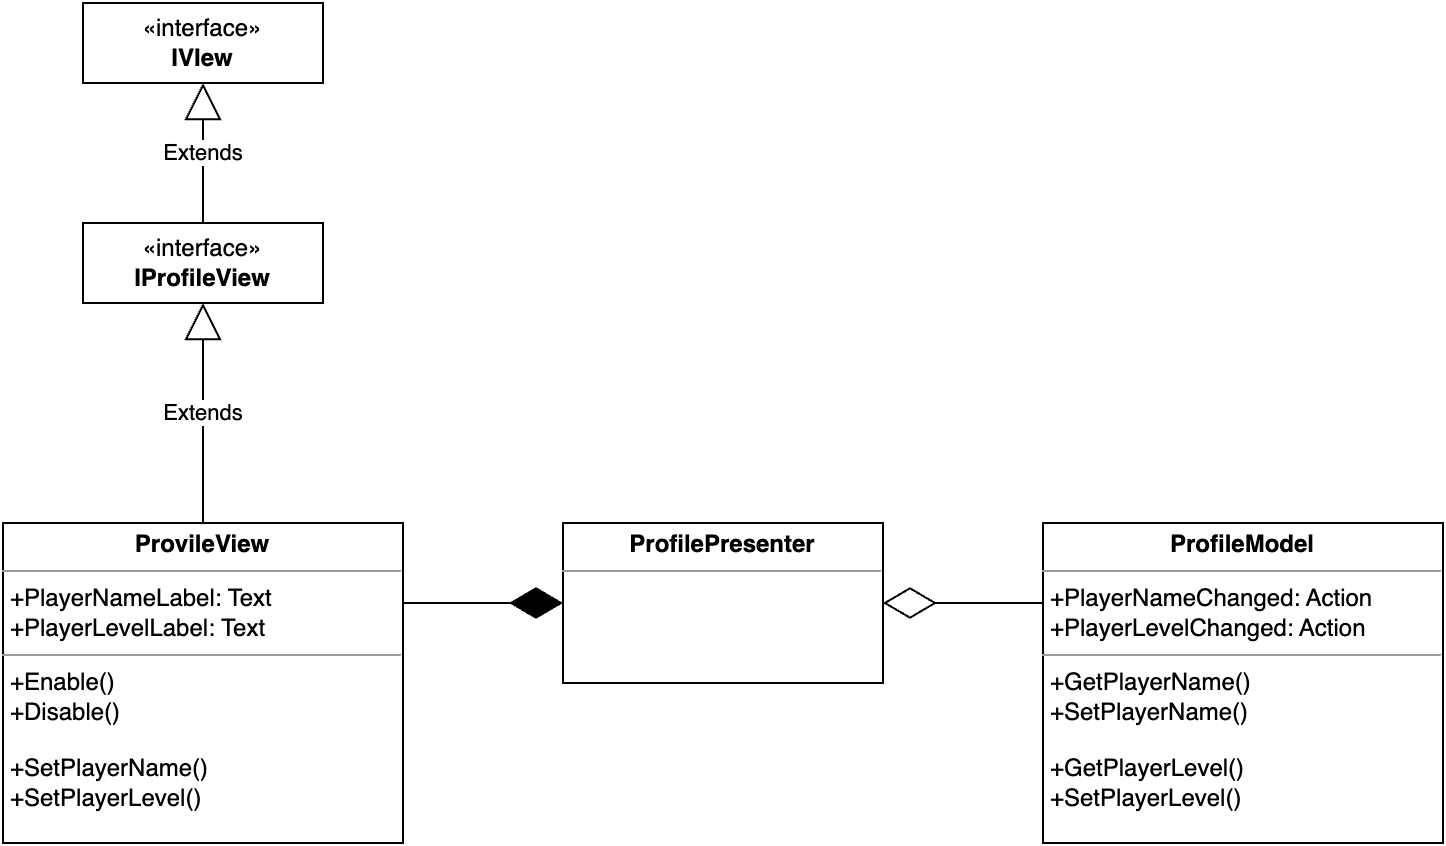 «interface»
IVIew
Extends
«interface»
IProfileView
Extends
ProvileView
+PlayerNameLabel: Text
+PlayerLevelLabel: Text
+Enable()
+Disable()
+SetPlayerName()
+SetPlayerLevel()
ProfilePresenter
ProfileModel
+PlayerNameChanged: Action
+PlayerLevelChanged: Action
+GetPlayerName()
+SetPlayerName()
+GetPlayerLevel()
+SetPlayerLevel()